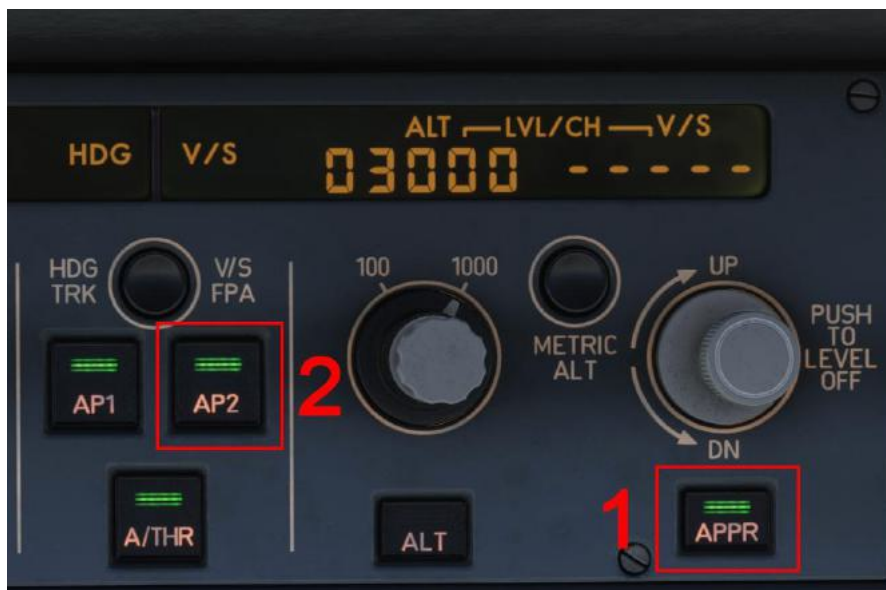 ALT LVL/CH V/S
HDG V/S 03000 - - - - -
HDG TRK
V/S FPA
100 1000
UP
METRIC ALT
PUSH TO LEVEL OFF
AP1
AP2
2
DN
A/THR
ALT
1
APPR